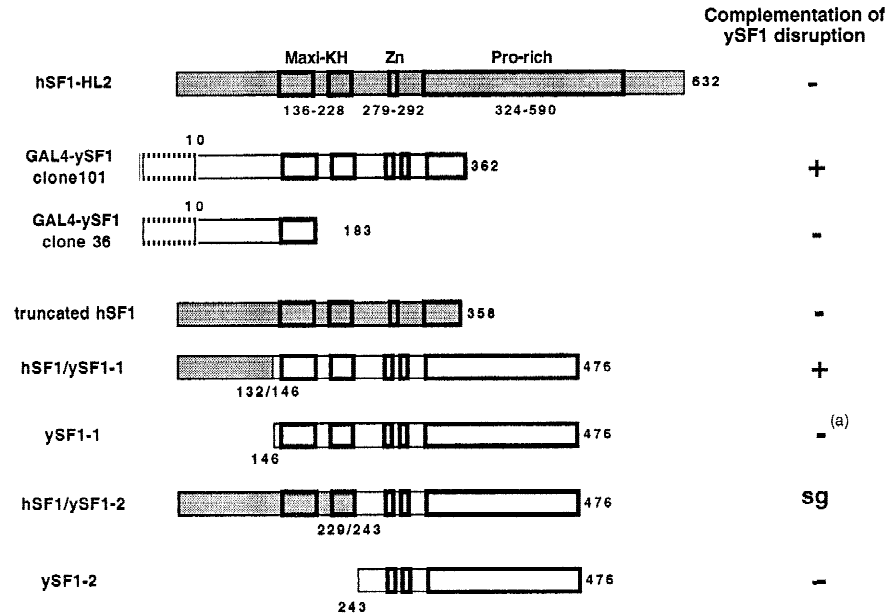 Complementation of
ySF1 disruption
Maxi-KH Zn Pro-rich
hSF1-HL2 632 -
136-228 279-292 324-590
10
GAL4-ySF1
clone101 362 +
10
GAL4-ySF1
clone 36 183 -
truncated hSF1 358 -
hSF1/ySF1-1 476 +
132/146
ySF1-1 476 - (a)
146
hSF1/ySF1-2 476 sg
229/243
ySF1-2 476 -
243